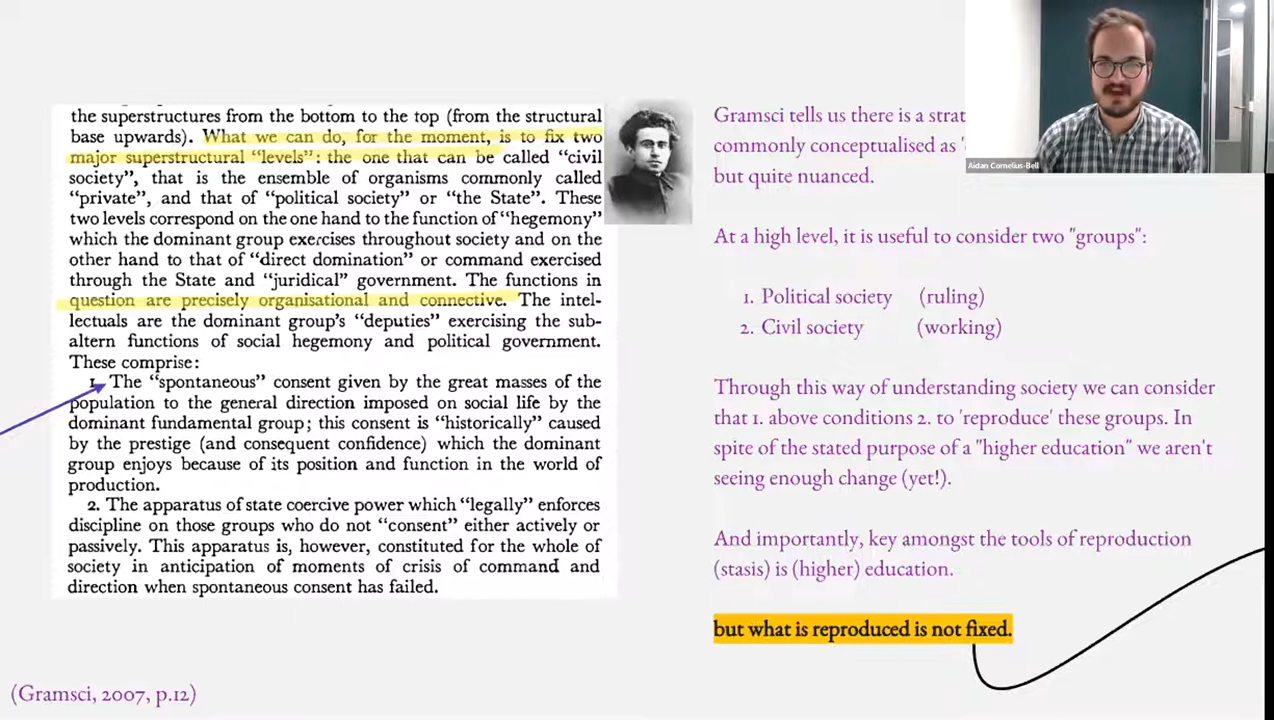 the superstructures from the bottom to the top (from the structural
base upwards). What we can do, for the moment, is to fix two
major superstructural “levels”: the one that can be called “civil
society”, that is the ensemble of organisms commonly called
“private”, and that of “political society” or “the State”. These
two levels correspond on the one hand to the function of “hegemony”
which the dominant group exercises throughout society and on the
other hand to that of “direct domination” or command exercised
through the State and “juridical” government. The functions in
question are precisely organisational and connective. The intel-
lectuals are the dominant group’s “deputies” exercising the sub-
altern functions of social hegemony and political government.
These comprise:
1. The “spontaneous” consent given by the great masses of the
population to the general direction imposed on social life by the
dominant fundamental group; this consent is “historically” caused
by the prestige (and consequent confidence) which the dominant
group enjoys because of its position and function in the world of
production.
2. The apparatus of state coercive power which “legally” enforces
discipline on those groups who do not “consent” either actively or
passively. This apparatus is, however, constituted for the whole of
society in anticipation of moments of crisis of command and
direction when spontaneous consent has failed.
(Gramsci, 2007, p.12)
Gramsci tells us there is a strat
commonly conceptualised as '
but quite nuanced.
At a high level, it is useful to consider two "groups":
1. Political society (ruling)
2. Civil society (working)
Through this way of understanding society we can consider
that 1. above conditions 2. to 'reproduce' these groups. In
spite of the stated purpose of a "higher education" we aren't
seeing enough change (yet!).
And importantly, key amongst the tools of reproduction
(stasis) is (higher) education.
but what is reproduced is not fixed.
Aidan Cornelius-Bell